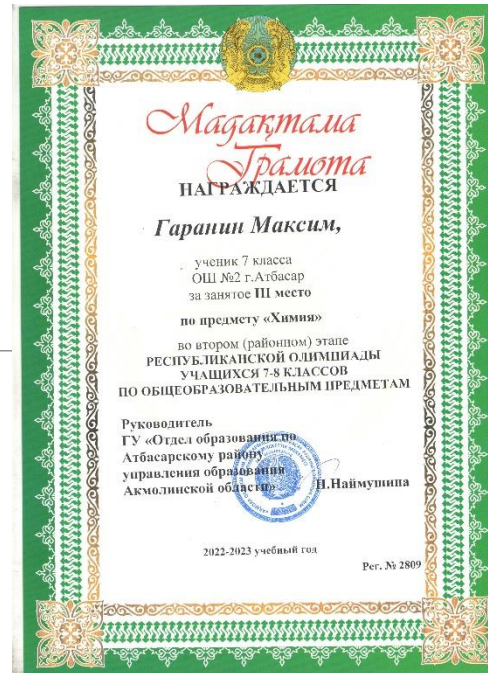 Мадақтама
Грамота
НАГРАЖДАЕТСЯ
Гаранин Максим,
ученик 7 класса
ОШ №2 г.Атбасар
за занятое III место
по предмету «Химия»
во втором (районном) этапе
РЕСПУБЛИКАНСКОЙ ОЛИМПИАДЫ
УЧАЩИХСЯ 7-8 КЛАССОВ
ПО ОБЩЕОБРАЗОВАТЕЛЬНЫМ ПРЕДМЕТАМ
Руководитель
ГУ «Отдел образования по
Атбасарскому району
управления образования
Акмолинской области» Н.Наймушина
2022-2023 учебный год
Рег. № 2809